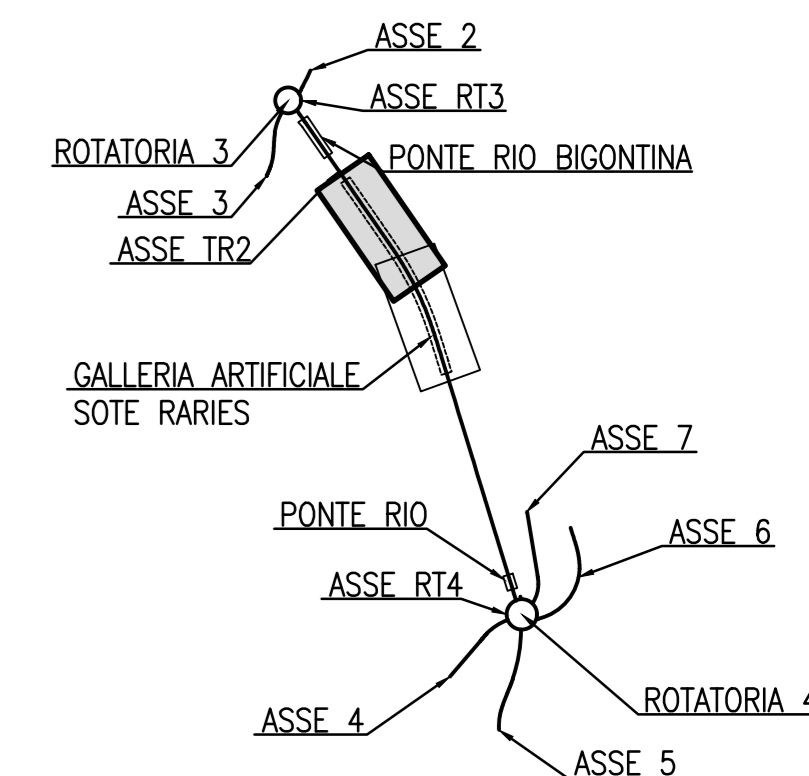 ASSE 2
ASSE RT3
ROTATORIA 3
PONTE RIO BIGONTINA
ASSE 3
ASSE TR2
GALLERIA ARTIFICIALE
SOTE RARIES
ASSE 7
PONTE RIO
ASSE 6
ASSE RT4
ROTATORIA 4
ASSE 4
ASSE 5